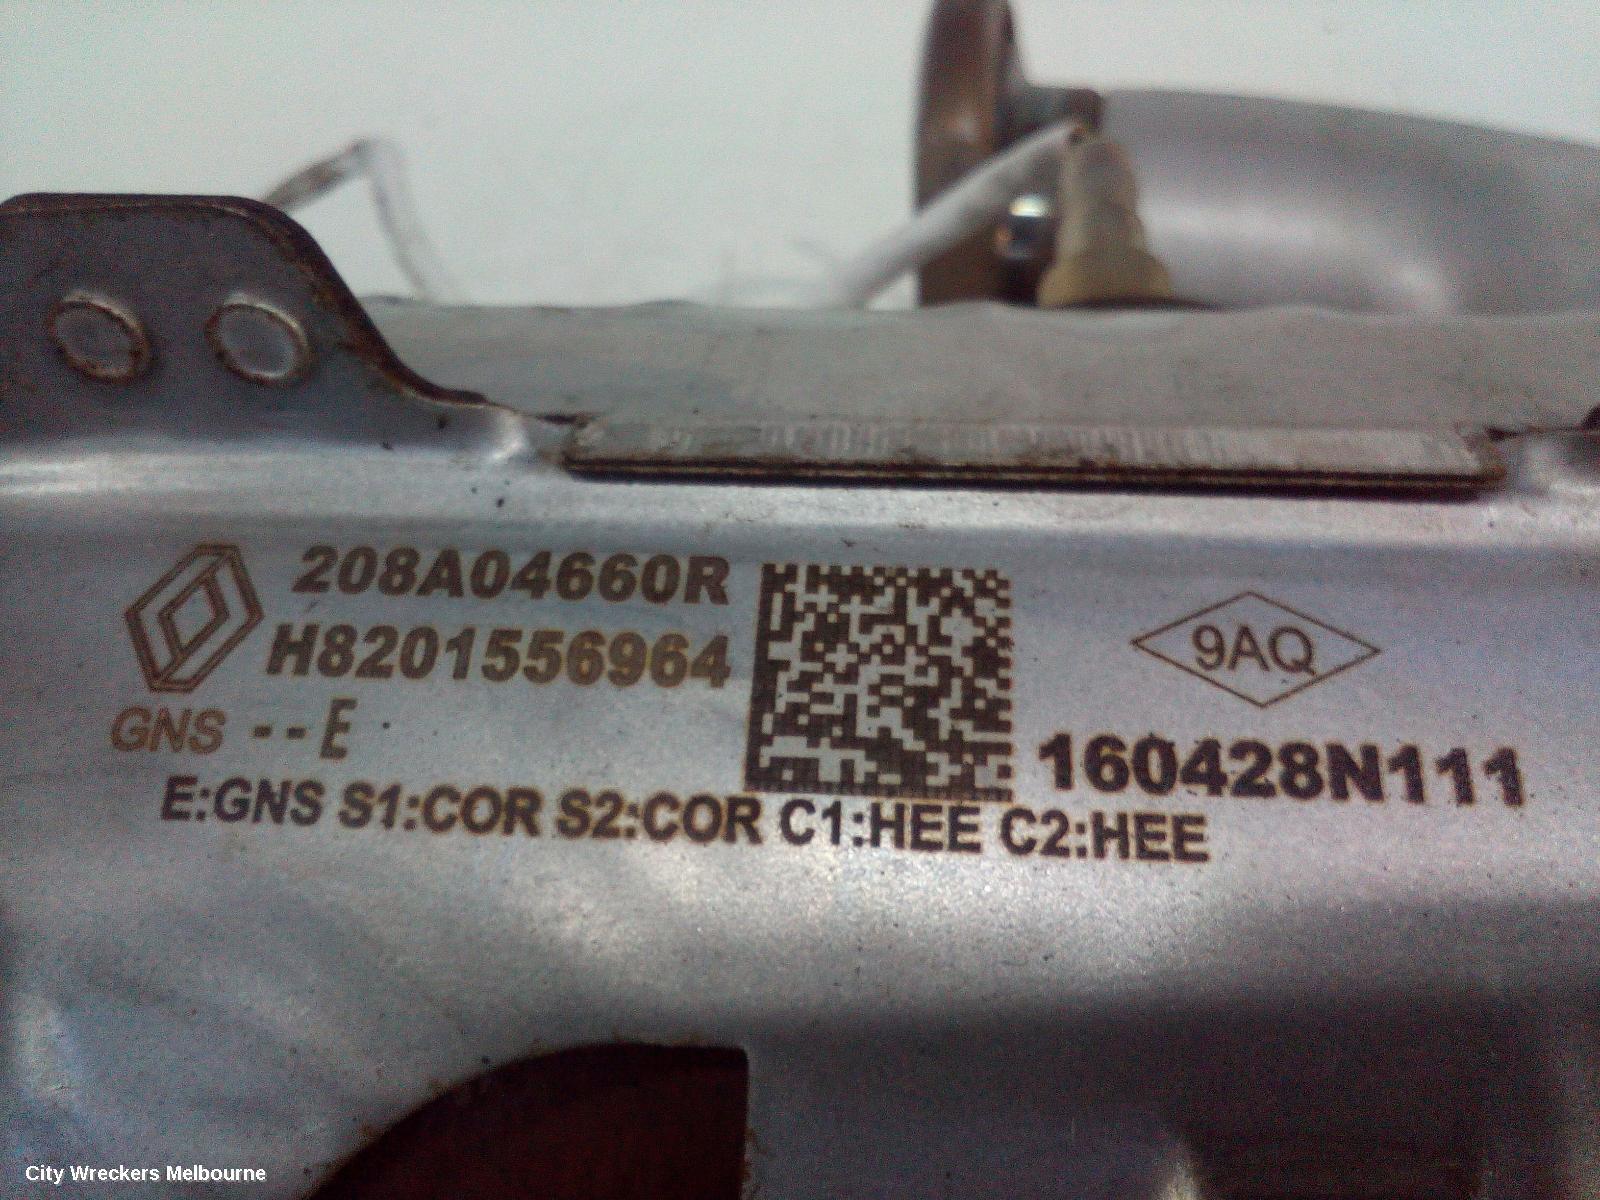 208A04660R
H8201556964
GNS --E
9AQ
160428N111
E:GNS S1:COR S2:COR C1:HEE C2:HEE
City Wreckers Melbourne